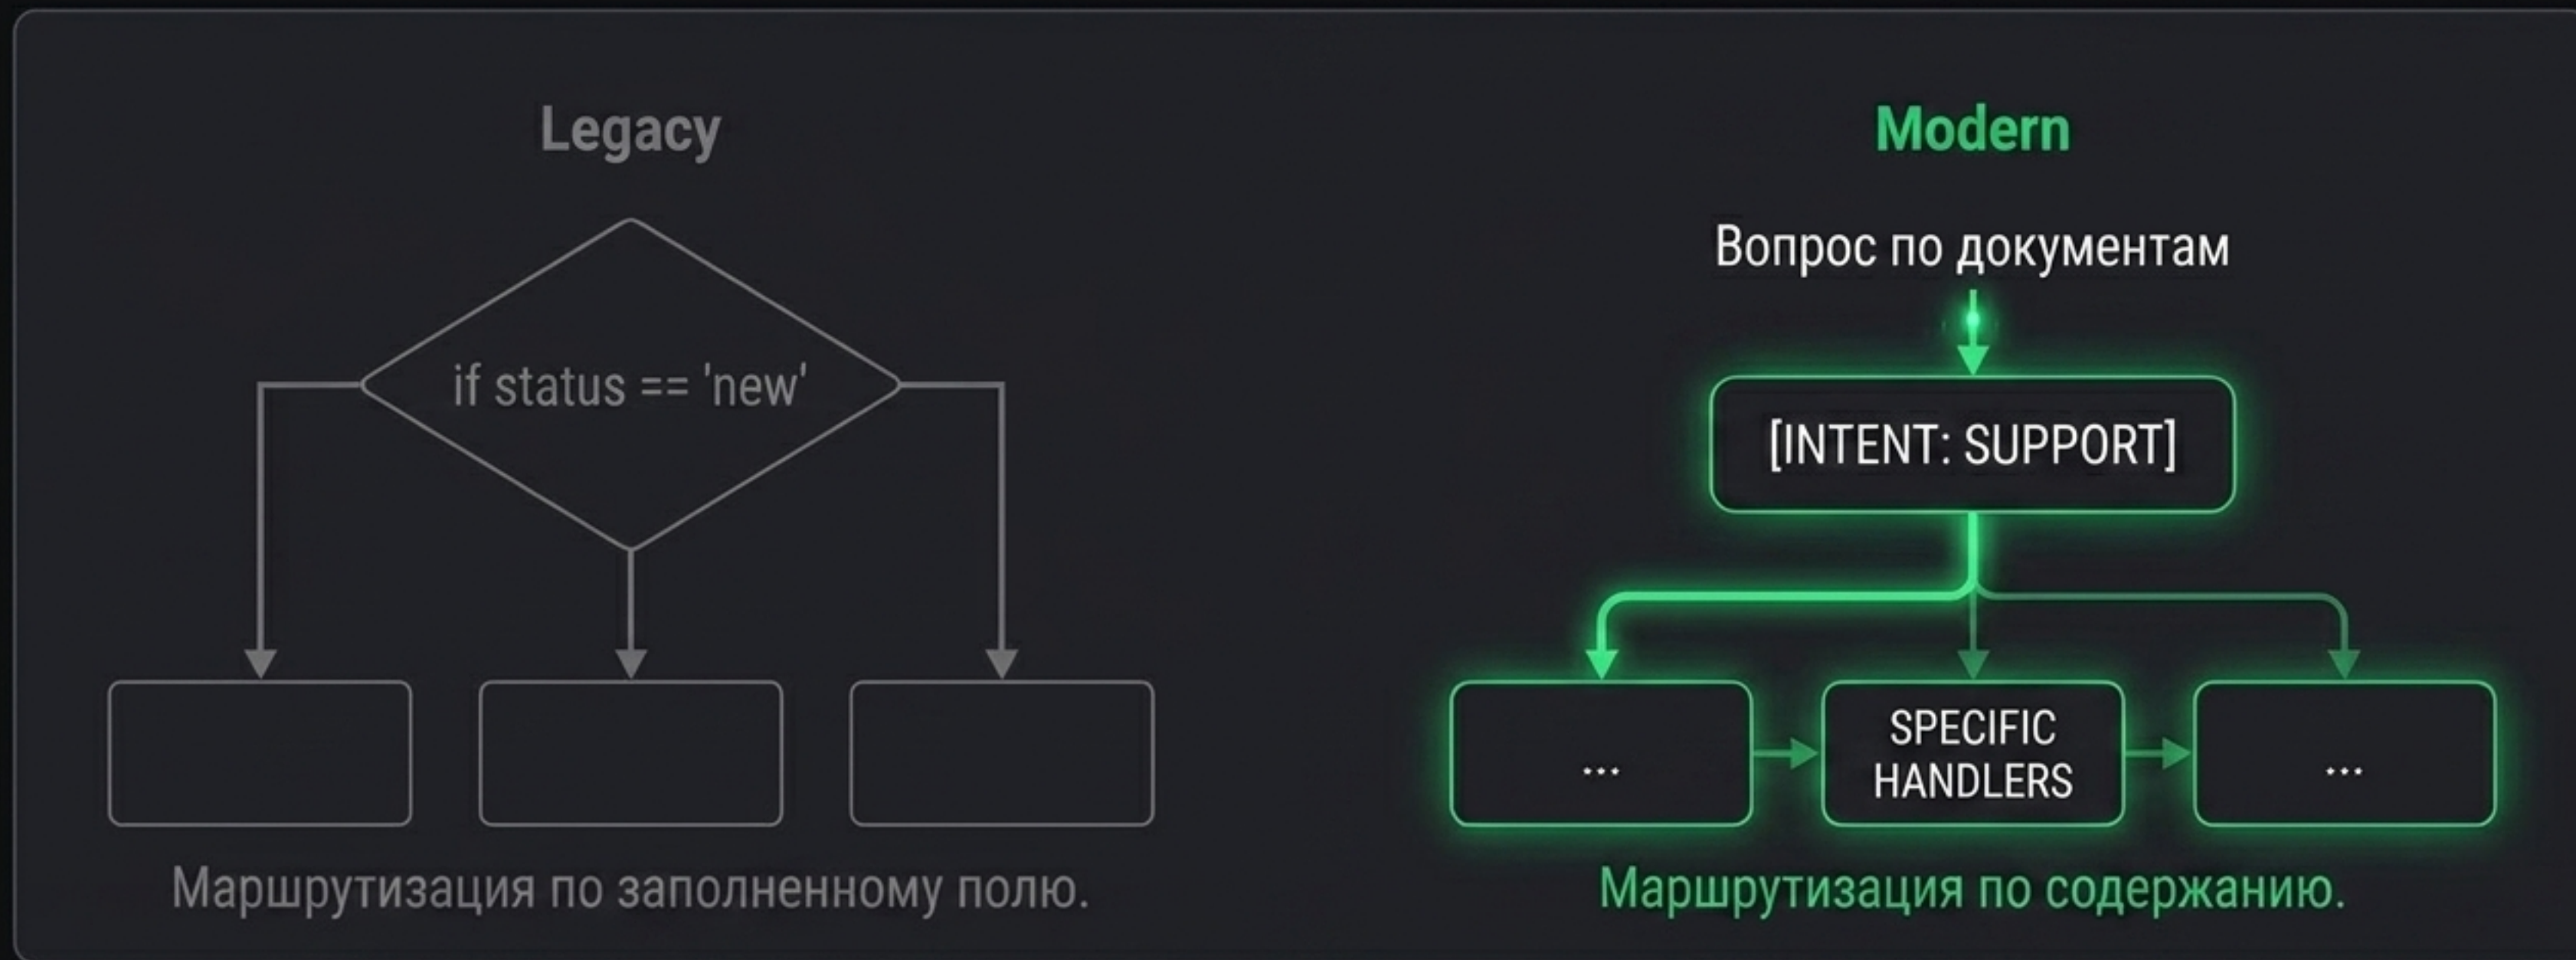 Legacy
if status == 'new'
Маршрутизация по заполненному полю.
Modern
Вопрос по документам
[INTENT: SUPPORT]
...
SPECIFIC
HANDLERS
...
Маршрутизация по содержанию.